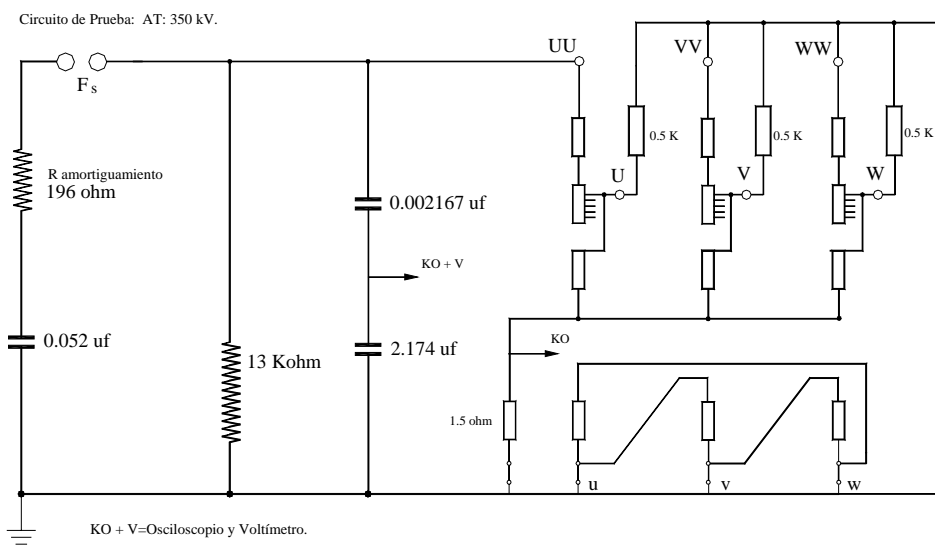 Circuito de Prueba: AT: 350 kV.
UU
VV
WW
F s
0.5 K
0.5 K
0.5 K
R amortiguamiento
196 ohm
U
V
W
0.002167 uf
KO + V
0.052 uf
13 Kohm
2.174 uf
KO
1.5 ohm
u
v
w
KO + V=Osciloscopio y Voltímetro.